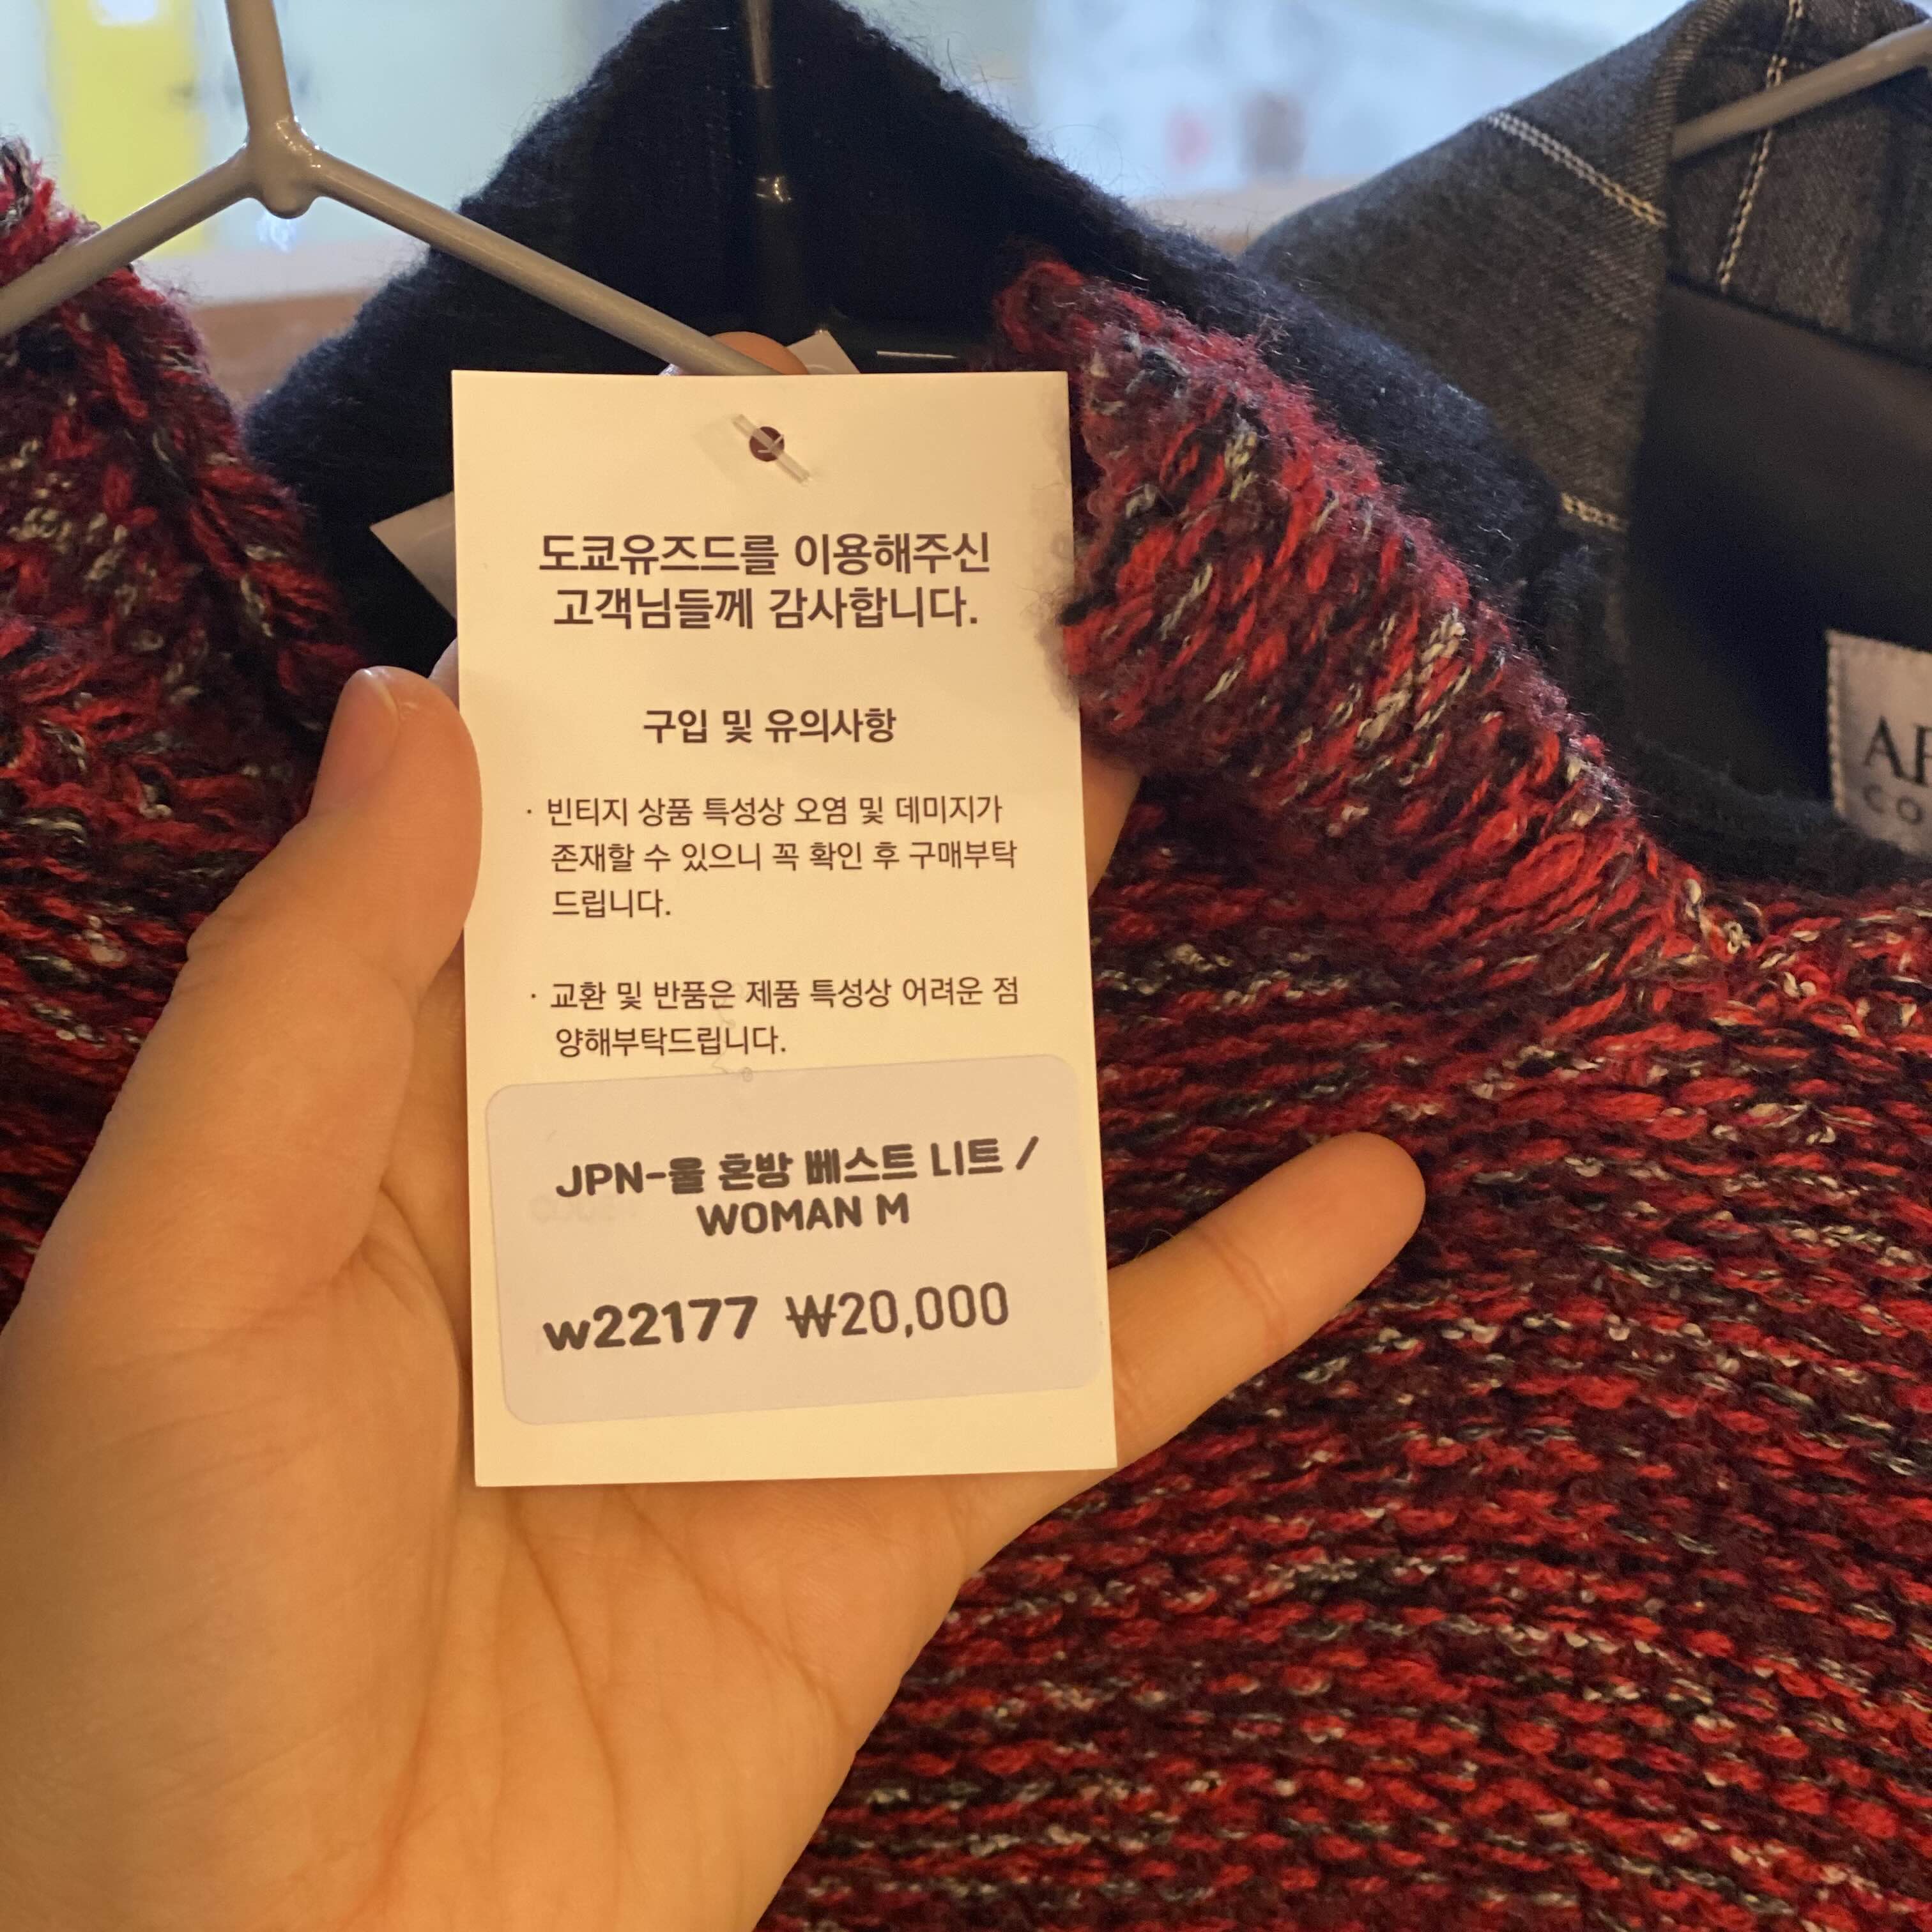 도쿄유즈드를 이용해주신
고객님들께 감사합니다.
구입 및 유의사항
· 빈티지 상품 특성상 오염 및 데미지가
존재할 수 있으니 꼭 확인 후 구매부탁
드립니다.
· 교환 및 반품은 제품 특성상 어려운 점
양해부탁드립니다.
JPN-울 혼방 베스트 니트 /
WOMAN M
w22177 ₩20,000